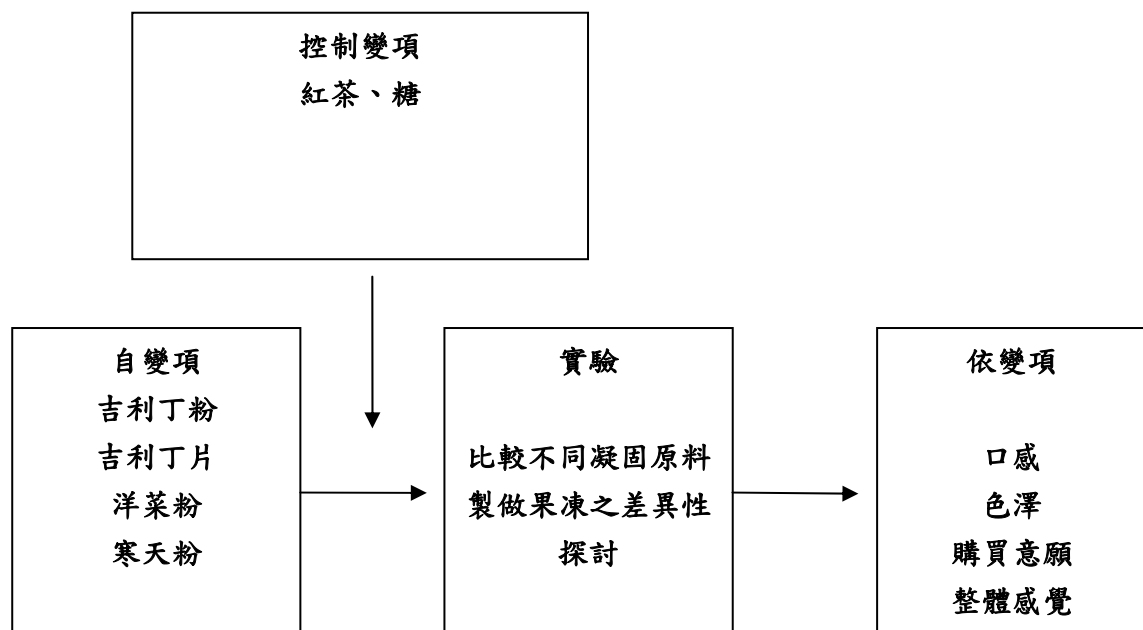 控制變項
紅茶、糖
自變項
吉利丁粉
吉利丁片
洋菜粉
寒天粉
實驗
比較不同凝固原料
製做果凍之差異性
探討
依變項
口感
色澤
購買意願
整體感覺